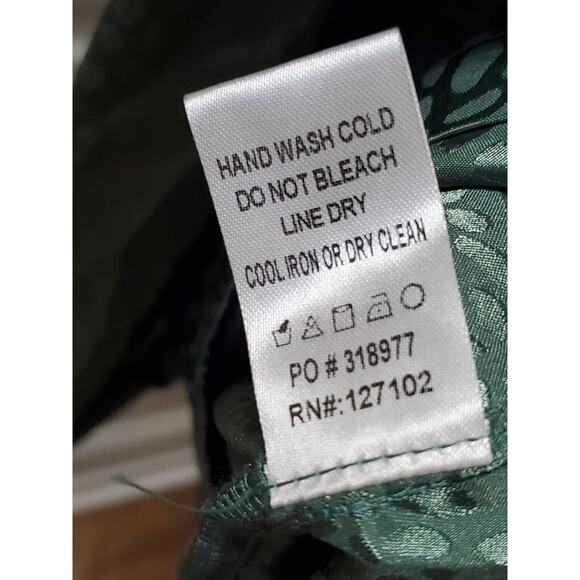 HAND WASH COLD
DO NOT BLEACH
LINE DRY
COOL IRON OR DRY CLEAN
PO # 318977
RN#:127102